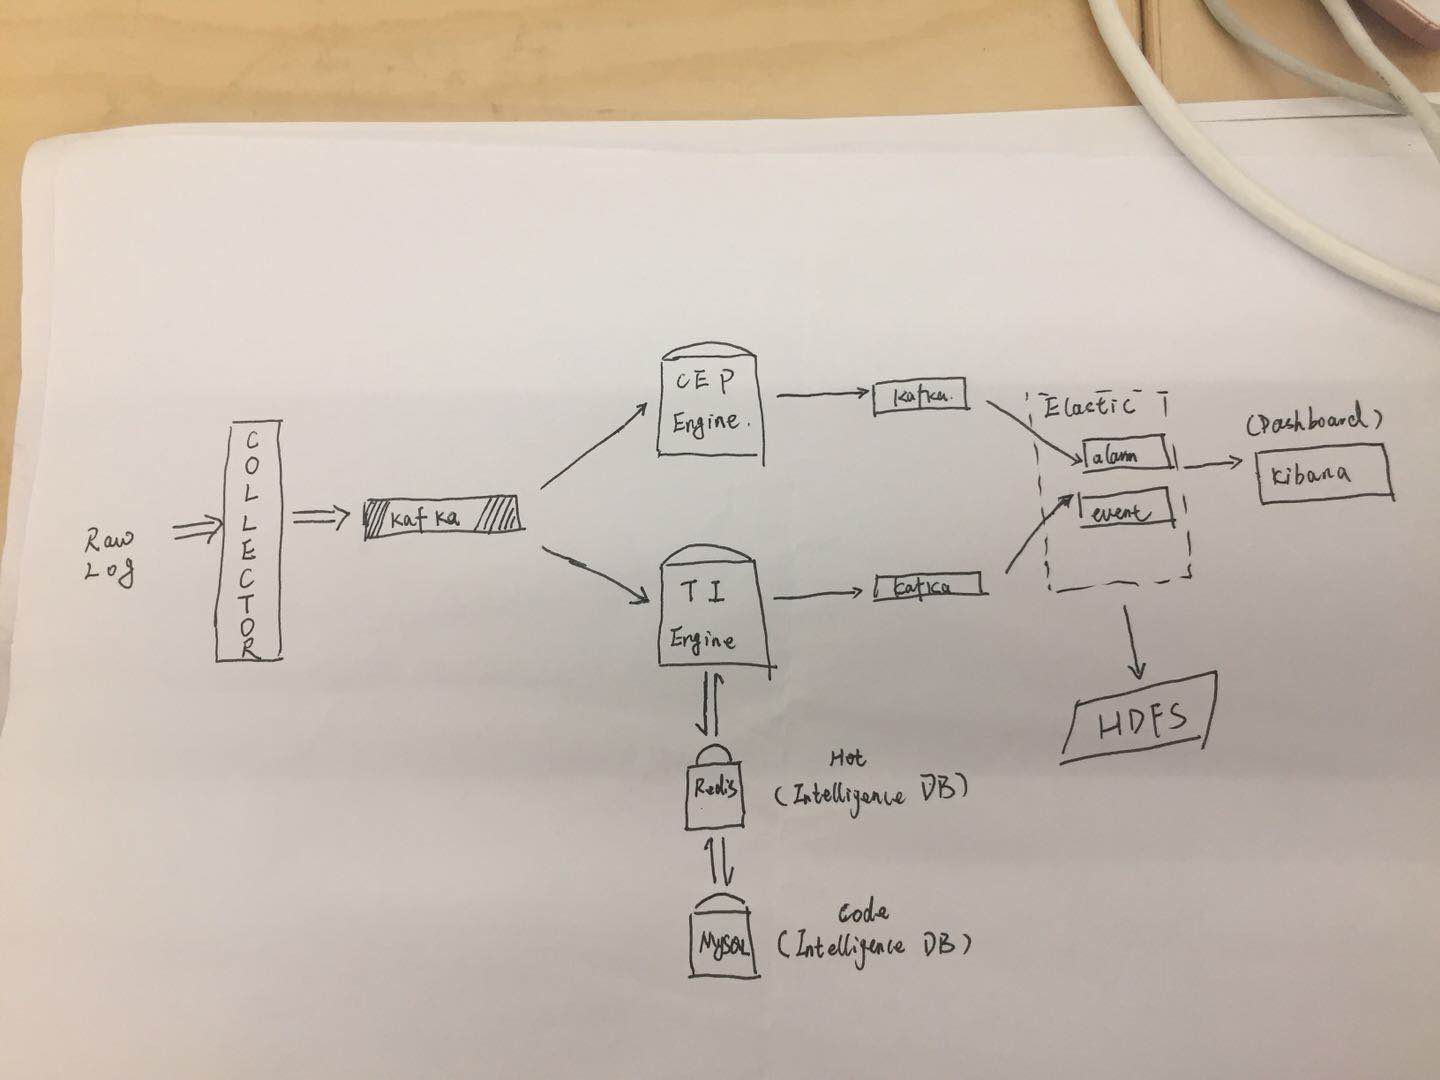 Raw
Log
COLLECTOR
Kafka
CEP
Engine.
Kafka.
TI
Engine
Kafka
Elastic
alarm
event
(Dashboard)
Kibana
HDFS
Redis
Hot
(Intelligence DB)
MySQL
Code
(Intelligence DB)